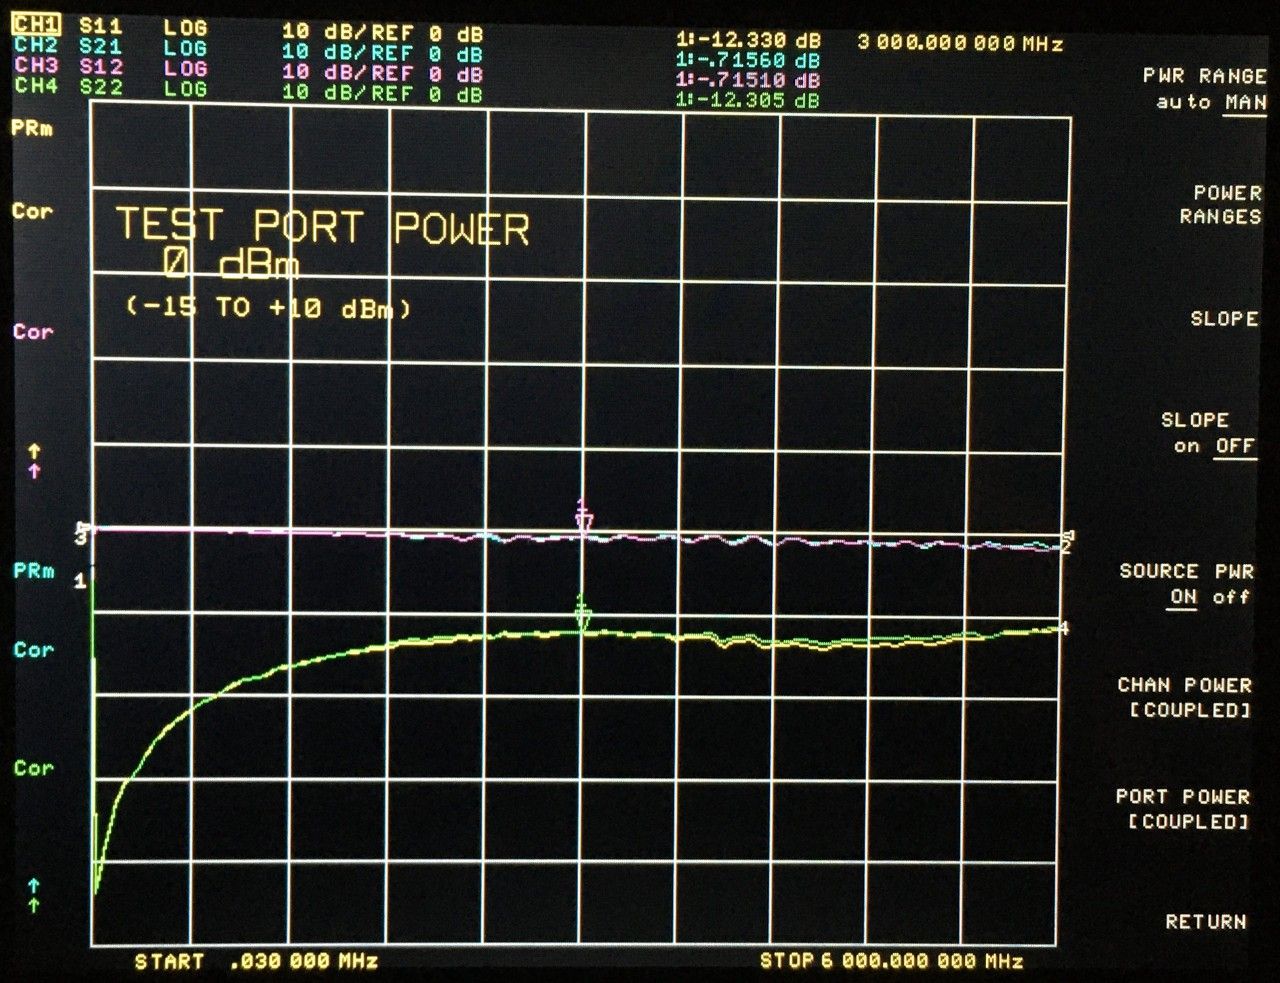 CH1 S11 LOG 10 dB/REF 0 dB 1:-12.330 dB 3 000.000 000 MHz
CH2 S21 LOG 10 dB/REF 0 dB 1:-.71560 dB
CH3 S12 LOG 10 dB/REF 0 dB 1:-.71510 dB
CH4 S22 LOG 10 dB/REF 0 dB 1:-12.305 dB
PWR RANGE
auto MAN
PRm
POWER
RANGES
Cor
TEST PORT POWER
0 dBm
(-15 TO +10 dBm)
SLOPE
Cor
SLOPE
on OFF
↑
↑
1
3
2
PRm
1
SOURCE PWR
ON off
1
4
Cor
CHAN POWER
[COUPLED]
Cor
PORT POWER
[COUPLED]
↑
↑
RETURN
START .030 000 MHz STOP 6 000.000 000 MHz